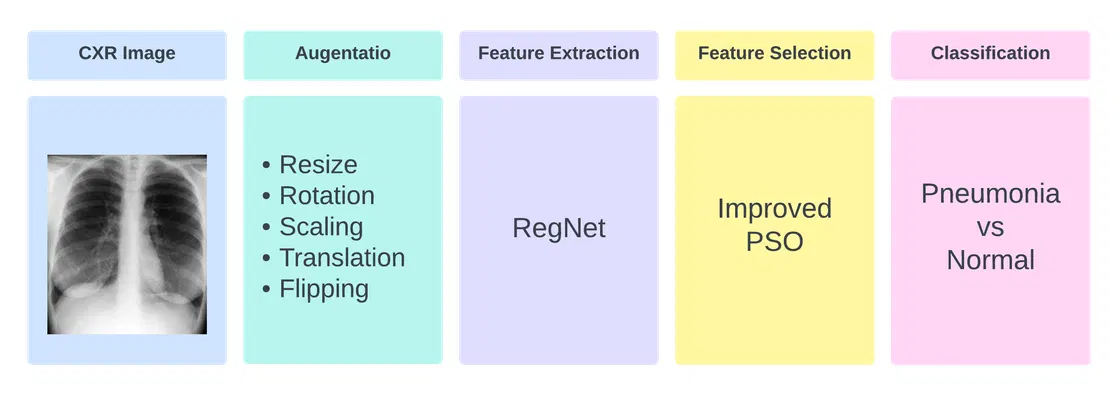 CXR Image
Augentatio
Feature Extraction
Feature Selection
Classification
• Resize
• Rotation
• Scaling
• Translation
• Flipping
RegNet
Improved
PSO
Pneumonia
vs
Normal